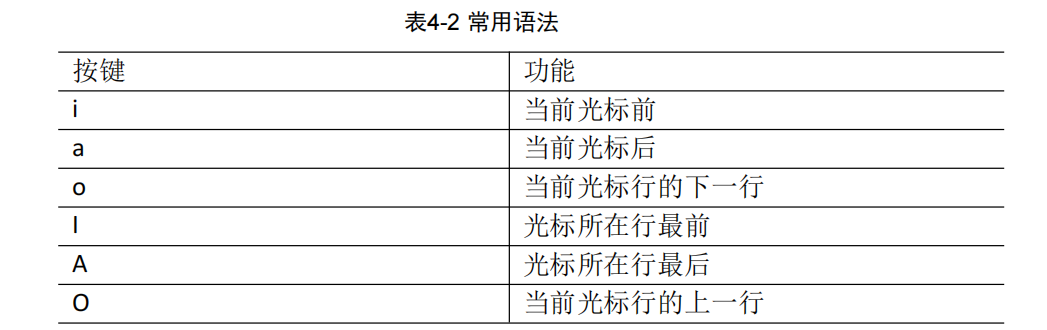 表4-2 常用语法
按键 功能
i 当前光标前
a 当前光标后
o 当前光标行的下一行
I 光标所在行最前
A 光标所在行最后
O 当前光标行的上一行